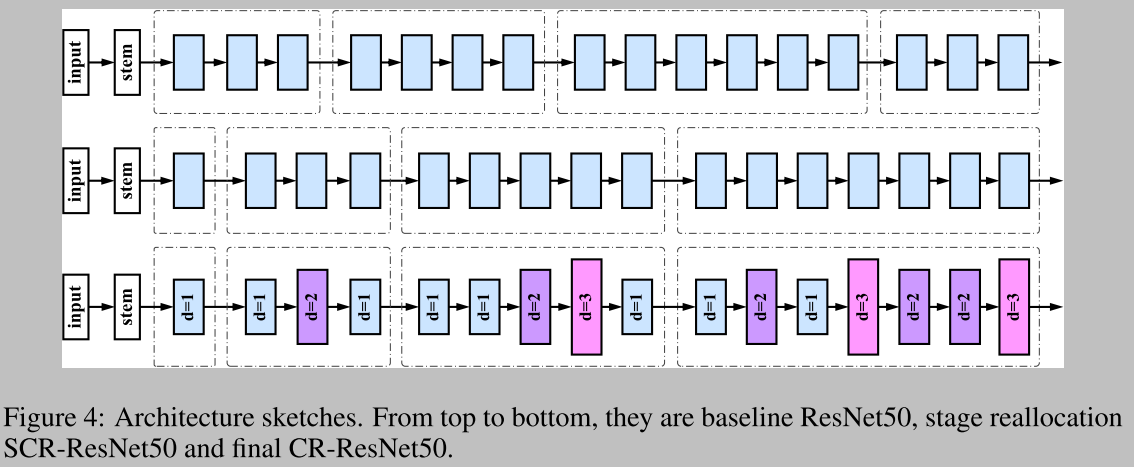 input stem
input stem
input stem d=1 d=1 d=2 d=1 d=1 d=1 d=2 d=3 d=1 d=1 d=2 d=1 d=3 d=2 d=2 d=3
Figure 4: Architecture sketches. From top to bottom, they are baseline ResNet50, stage reallocation
SCR-ResNet50 and final CR-ResNet50.